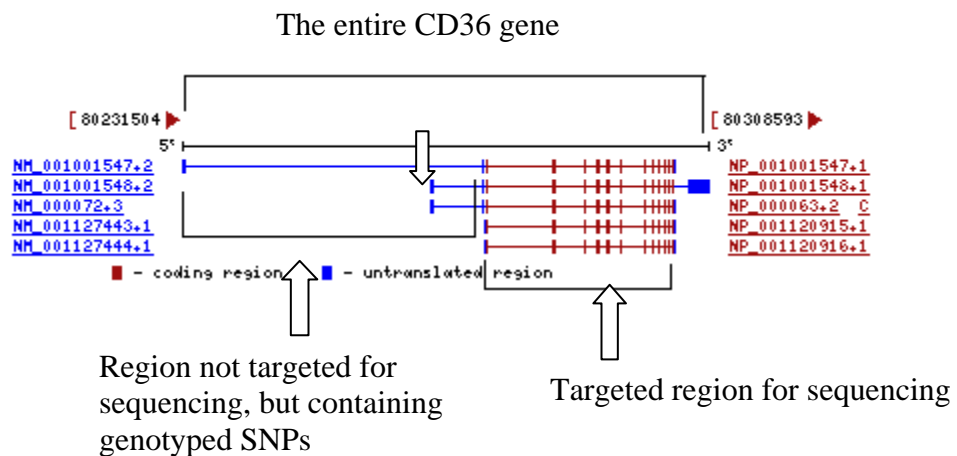 The entire CD36 gene
[ 80231504
[ 80308593
5'
3'
NM_001001547.2
NP_001001547.1
NM_001001548.2
NP_001001548.1
NM_000072.3
NP_000063.2 C
NM_001127443.1
NP_001120915.1
NM_001127444.1
NP_001120916.1
- coding region - untranslated region
Region not targeted for
sequencing, but containing
genotyped SNPs
Targeted region for sequencing